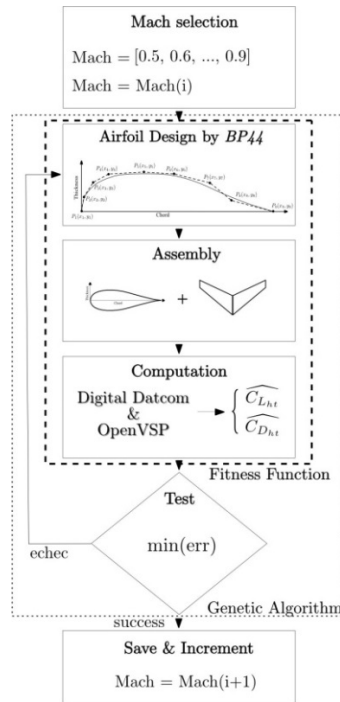 Mach selection
Mach = [0.5, 0.6, ..., 0.9]
Mach = Mach(i)
Airfoil Design by BP44
Thickness
Chord
Assembly
+
Computation
Digital Datcom
&
OpenVSP
$\widehat{C_{L_{ht}}}$
$\widehat{C_{D_{ht}}}$
Fitness Function
Test
min(err)
echec
Genetic Algorithm
success
Save & Increment
Mach = Mach(i+1)